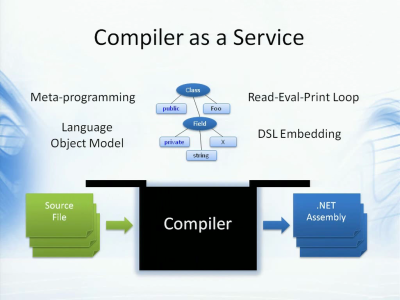 Compiler as a Service
Meta-programming
Language
Object Model
Class
public
Foo
Field
private
X
string
Read-Eval-Print Loop
DSL Embedding
Source
File
Compiler
.NET
Assembly